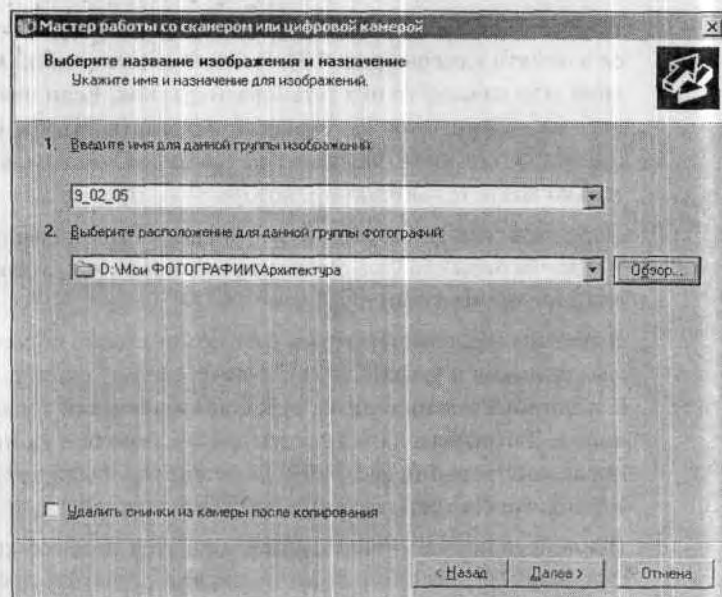 Мастер работы со сканером или цифровой камерой
Выберите название изображения и назначение
Укажите имя и назначение для изображений.
1. Введите имя для данной группы изображений:
9_02_05
2. Выберите расположение для данной группы фотографий:
D:\Мои ФОТОГРАФИИ\Архитектура
Обзор...
Удалить снимки из камеры после копирования
< Назад
Далее >
Отмена